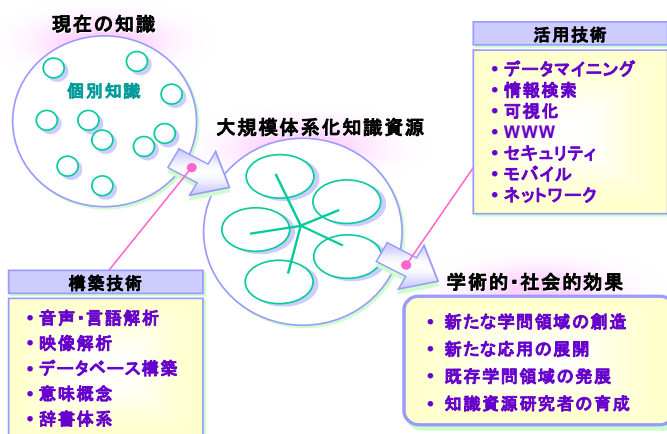 現在の知識
個別知識
大規模体系化知識資源
活用技術
• データマイニング
• 情報検索
• 可視化
• WWW
• セキュリティ
• モバイル
• ネットワーク
構築技術
• 音声・言語解析
• 映像解析
• データベース構築
• 意味概念
• 辞書体系
学術的・社会的効果
• 新たな学問領域の創造
• 新たな応用の展開
• 既存学問領域の発展
• 知識資源研究者の育成